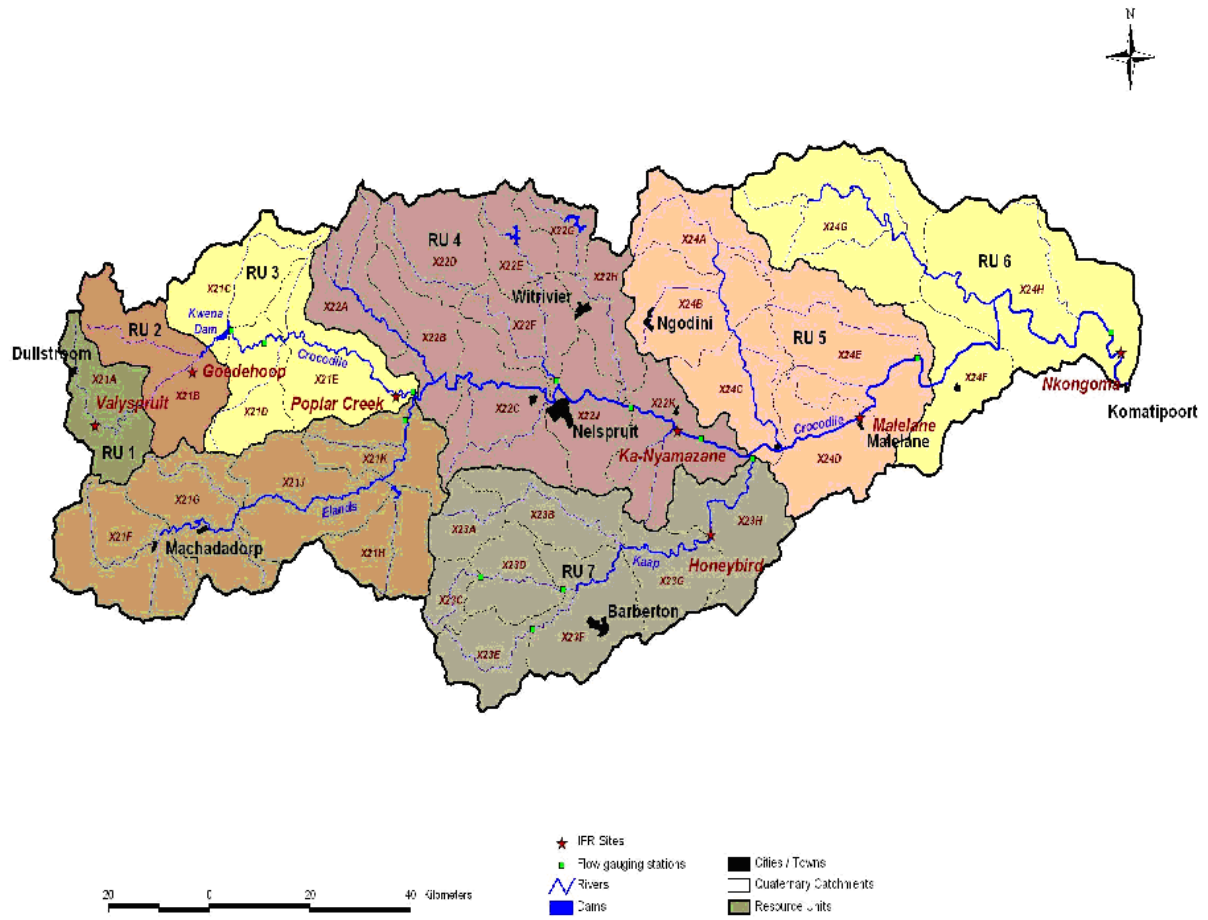 N
RU 4
X22G
X24A
X24G
RU 3
X22D
X22E
X22H
RU 6
X21C
X24H
Witrivier
X24B
Kwena
Dam
X22A
Ngodini
RU 2
X22F
RU 5
X22B
Dullstroom
Crocodile
X24E
X21A
Goedehoop
X21E
X24F
Nkongoma
Valyspruit
X21B
X21D
Poplar Creek
X22C
X22J
X22K
X24C
Komatipoort
Nelspruit
Crocodile
Malelane
Malelane
RU 1
Ka-Nyamazane
X21K
X24D
X21J
X21G
Elands
X23B
X23H
X23A
X21F
Machadadorp
X21H
Kaap
Honeybird
X23D
RU 7
X23G
X23C
Barberton
X23F
X23E
IFR Sites
Flow gauging stations
Rivers
Dams
Cities / Towns
Quaternary Catchments
Resource Units
20 0 20 40 Kilometers